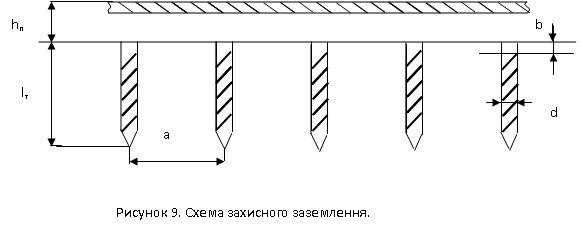 hп
b
lт
d
a
Рисунок 9. Схема захисного заземлення.